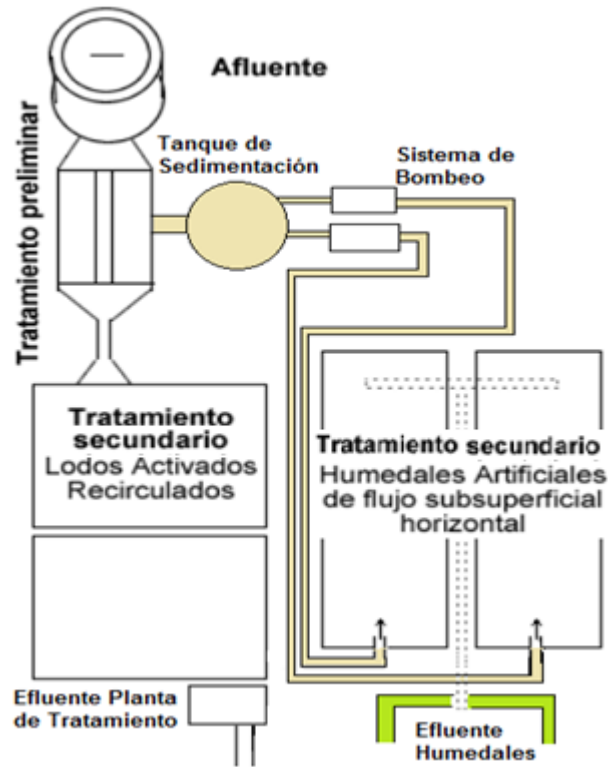 Afluente
Tratamiento preliminar
Tanque de
Sedimentación
Sistema de
Bombeo
Tratamiento
secundario
Lodos Activados
Recirculados
Tratamiento secundario
Humedales Artificiales
de flujo subsuperficial
horizontal
Efluente Planta
de Tratamiento
Efluente
Humedales